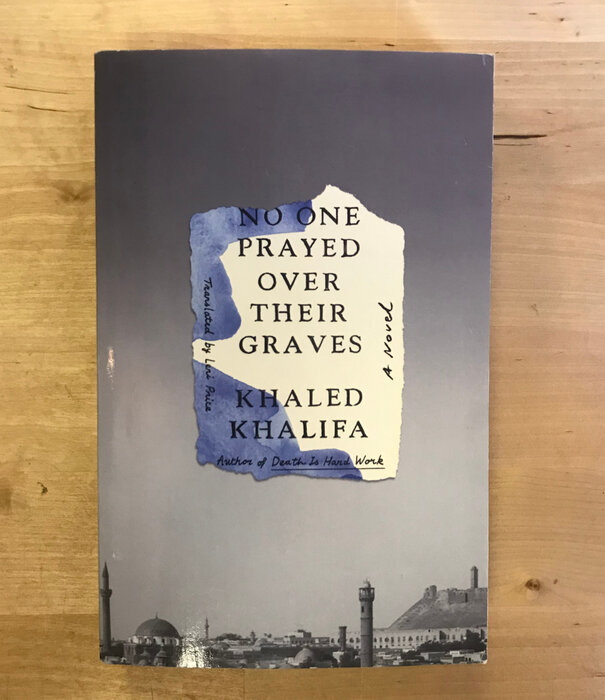 NO ONE
PRAYED
OVER
THEIR
GRAVES
A Novel
Translated by Leri Price
KHALED
KHALIFA
Author of Death Is Hard Work